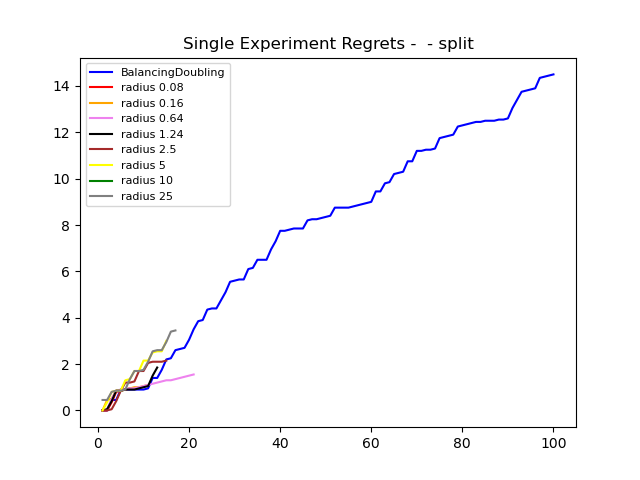 Single Experiment Regrets -  - split
BalancingDoubling
radius 0.08
radius 0.16
radius 0.64
radius 1.24
radius 2.5
radius 5
radius 10
radius 25
14
12
10
8
6
4
2
0
0 20 40 60 80 100